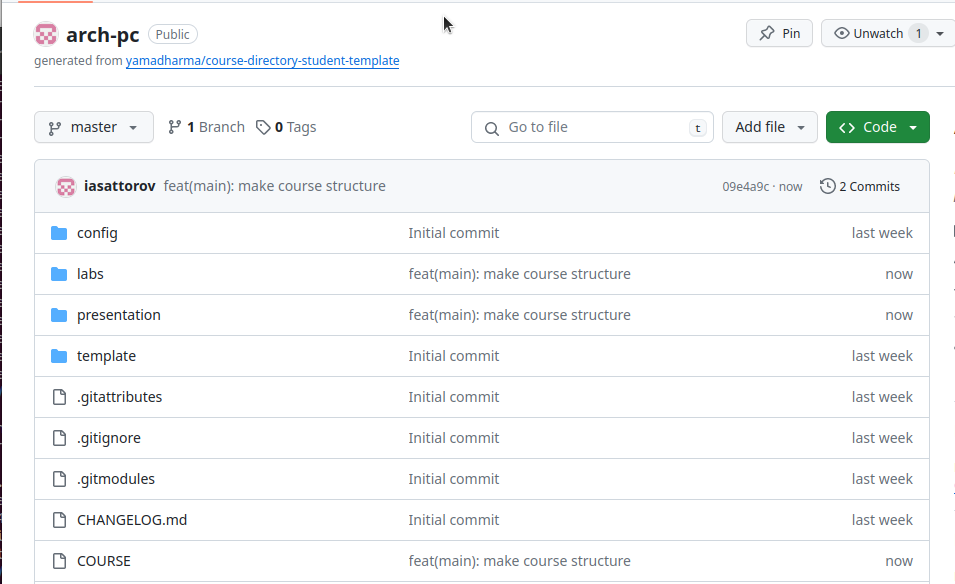 arch-pc Public Pin Unwatch 1
generated from yamadharma/course-directory-student-template
master 1 Branch 0 Tags Go to file t Add file Code
iasattorov feat(main): make course structure 09e4a9c · now 2 Commits
config Initial commit last week
labs feat(main): make course structure now
presentation feat(main): make course structure now
template Initial commit last week
.gitattributes Initial commit last week
.gitignore Initial commit last week
.gitmodules Initial commit last week
CHANGELOG.md Initial commit last week
COURSE feat(main): make course structure now